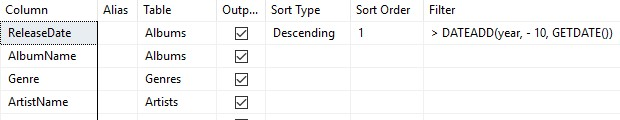 Column Alias Table Outp... Sort Type Sort Order Filter
ReleaseDate Albums Descending 1 > DATEADD(year, - 10, GETDATE())
AlbumName Albums
Genre Genres
ArtistName Artists